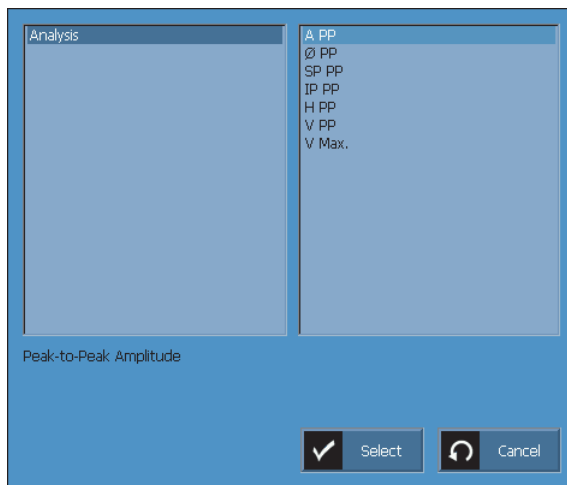 Analysis
A PP
Ø PP
SP PP
IP PP
H PP
V PP
V Max.
Peak-to-Peak Amplitude
Select
Cancel